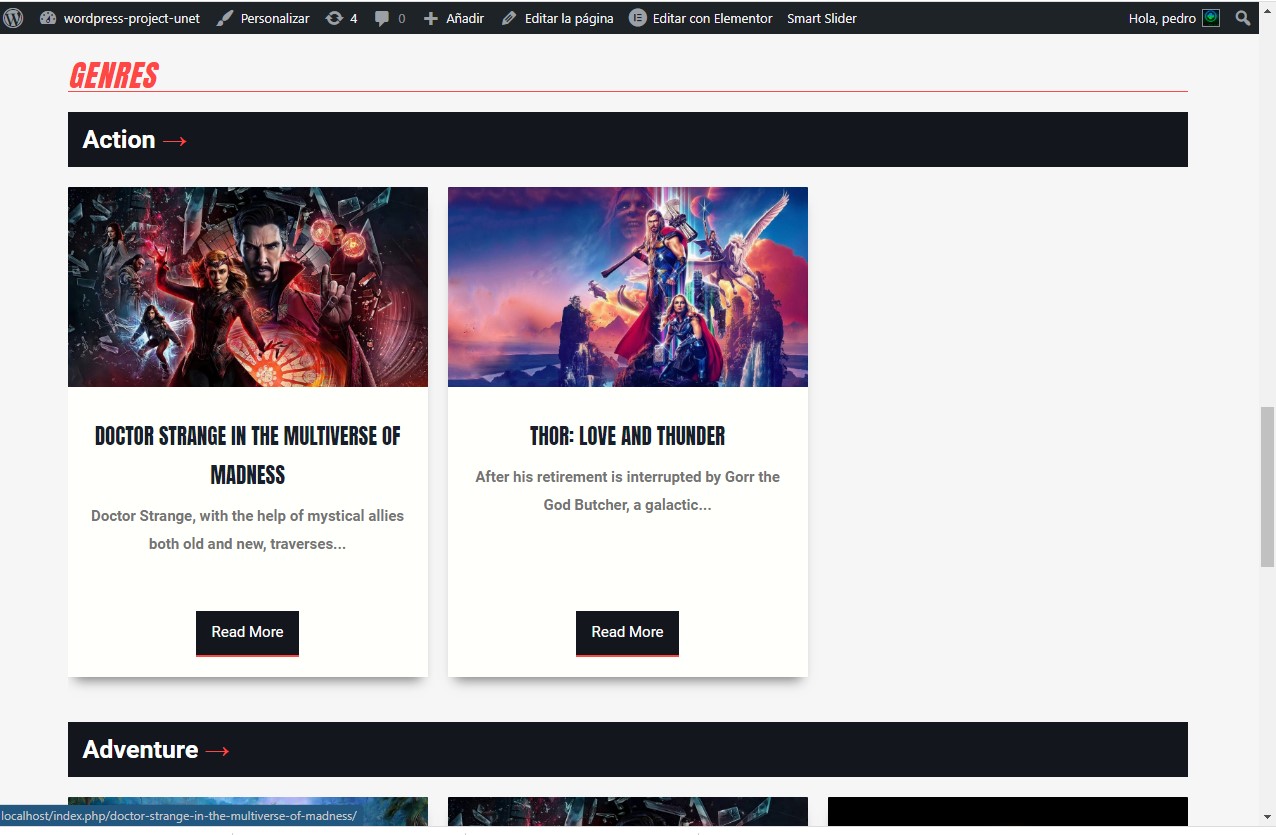 wordpress-project-unet Personalizar 4 0 Añadir Editar la página Editar con Elementor Smart Slider Hola, pedro
GENRES
Action →
DOCTOR STRANGE IN THE MULTIVERSE OF
MADNESS
Doctor Strange, with the help of mystical allies
both old and new, traverses...
Read More
THOR: LOVE AND THUNDER
After his retirement is interrupted by Gorr the
God Butcher, a galactic...
Read More
Adventure →
localhost/index.php/doctor-strange-in-the-multiverse-of-madness/